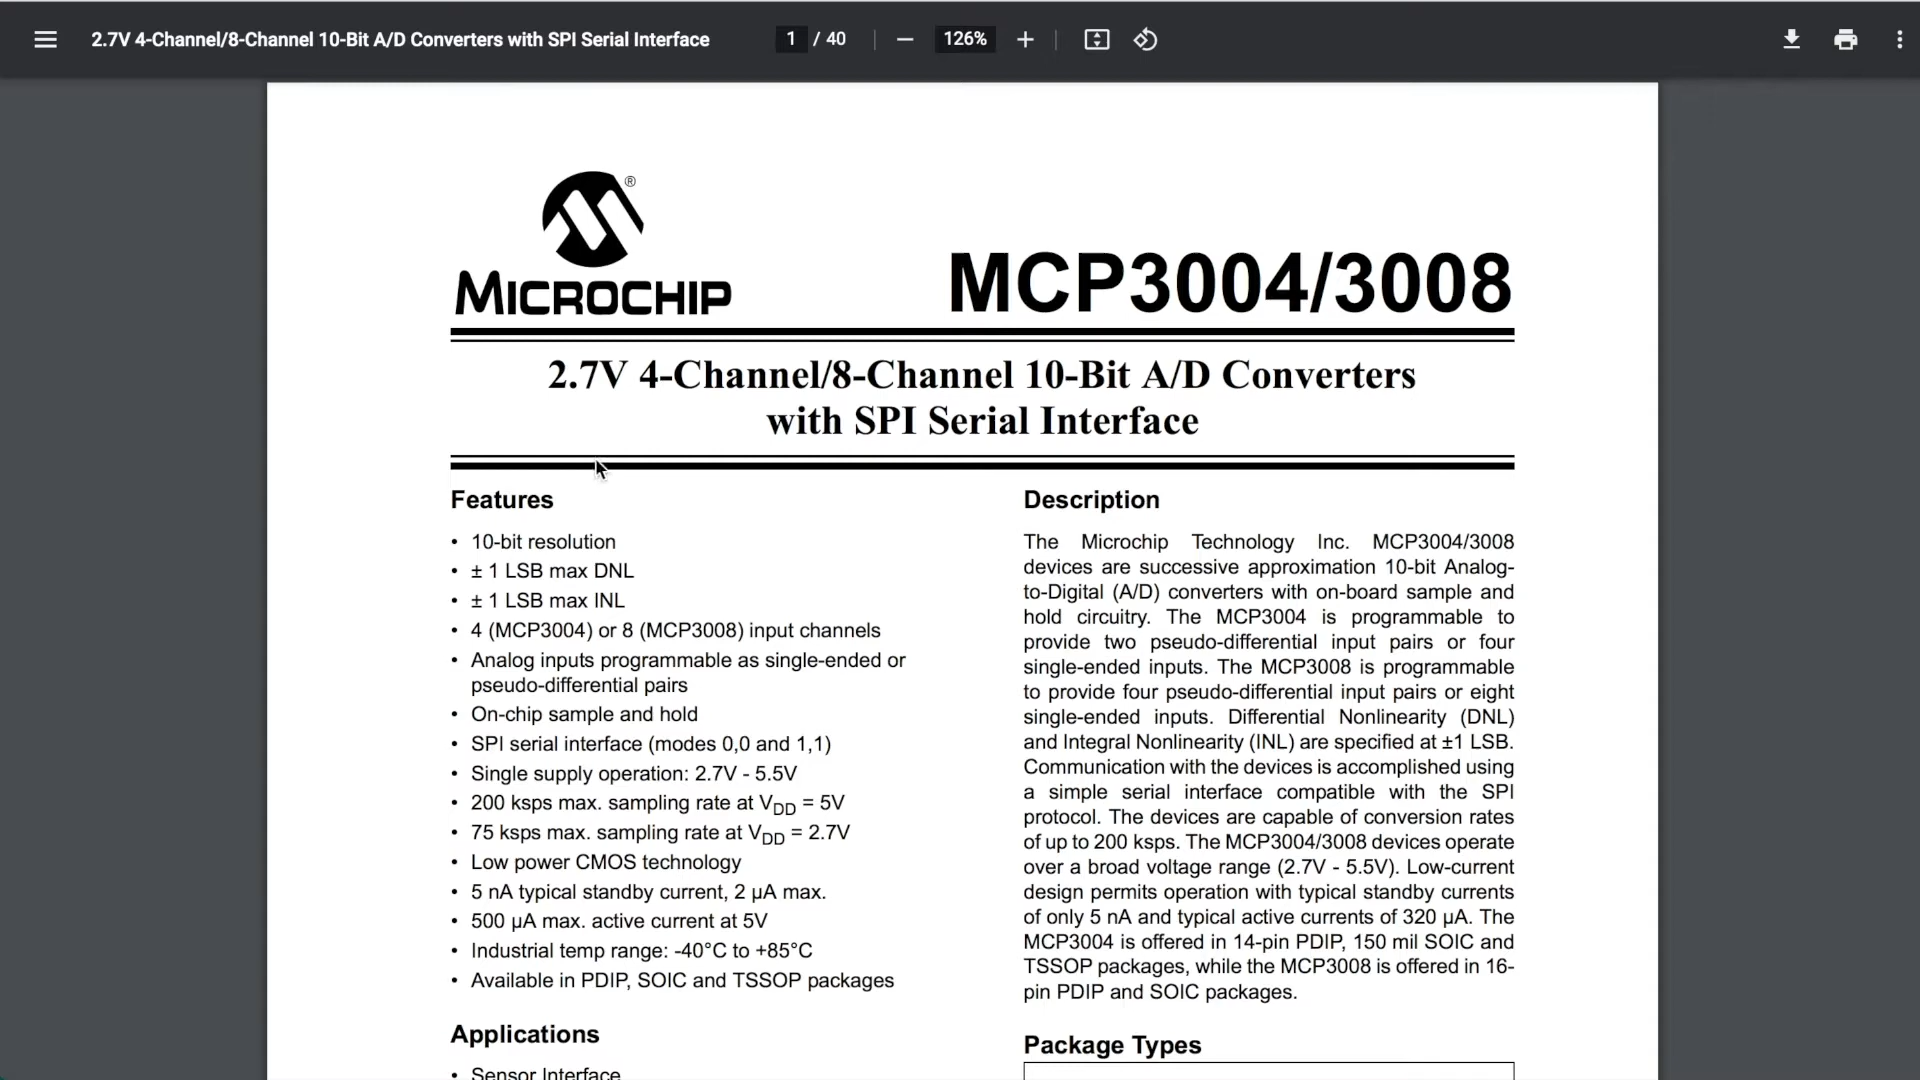 2.7V 4-Channel/8-Channel 10-Bit A/D Converters with SPI Serial Interface
1 / 40
126%
®
MICROCHIP
MCP3004/3008
2.7V 4-Channel/8-Channel 10-Bit A/D Converters
with SPI Serial Interface
Features
• 10-bit resolution
• ± 1 LSB max DNL
• ± 1 LSB max INL
• 4 (MCP3004) or 8 (MCP3008) input channels
• Analog inputs programmable as single-ended or
pseudo-differential pairs
• On-chip sample and hold
• SPI serial interface (modes 0,0 and 1,1)
• Single supply operation: 2.7V - 5.5V
• 200 ksps max. sampling rate at VDD = 5V
• 75 ksps max. sampling rate at VDD = 2.7V
• Low power CMOS technology
• 5 nA typical standby current, 2 µA max.
• 500 µA max. active current at 5V
• Industrial temp range: -40°C to +85°C
• Available in PDIP, SOIC and TSSOP packages
Applications
• Sensor Interface
Description
The Microchip Technology Inc. MCP3004/3008
devices are successive approximation 10-bit Analog-
to-Digital (A/D) converters with on-board sample and
hold circuitry. The MCP3004 is programmable to
provide two pseudo-differential input pairs or four
single-ended inputs. The MCP3008 is programmable
to provide four pseudo-differential input pairs or eight
single-ended inputs. Differential Nonlinearity (DNL)
and Integral Nonlinearity (INL) are specified at ±1 LSB.
Communication with the devices is accomplished using
a simple serial interface compatible with the SPI
protocol. The devices are capable of conversion rates
of up to 200 ksps. The MCP3004/3008 devices operate
over a broad voltage range (2.7V - 5.5V). Low-current
design permits operation with typical standby currents
of only 5 nA and typical active currents of 320 µA. The
MCP3004 is offered in 14-pin PDIP, 150 mil SOIC and
TSSOP packages, while the MCP3008 is offered in 16-
pin PDIP and SOIC packages.
Package Types